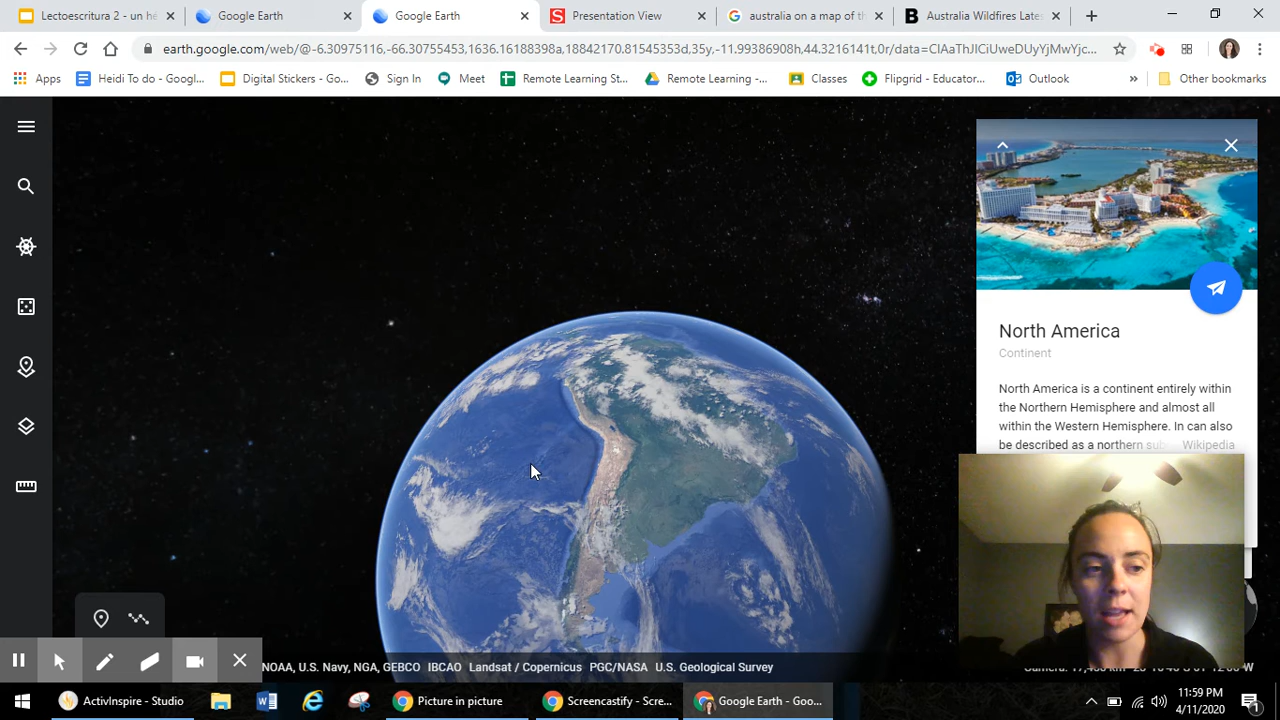 Lectoescritura 2 - un hé
Google Earth
Google Earth
Presentation View
australia on a map of th
Australia Wildfires Lates
earth.google.com/web/@-6.30975116,-66.30755453,1636.16188398a,18842170.81545353d,35y,-11.99386908h,44.3216141t,0r/data=CIAaThJICiUweDUyYjMwYjc...
Apps
Heidi To do - Googl...
Digital Stickers - Go...
Sign In
Meet
Remote Learning St...
Remote Learning -...
Classes
Flipgrid - Educator...
Outlook
»
Other bookmarks
North America
Continent
North America is a continent entirely within
the Northern Hemisphere and almost all
within the Western Hemisphere. In can also
be described as a northern sub Wikipedia
NOAA, U.S. Navy, NGA, GEBCO IBCAO Landsat / Copernicus PGC/NASA U.S. Geological Survey
ActivInspire - Studio
Picture in picture
Screencastify - Scre...
Google Earth - Goo...
11:59 PM
4/11/2020